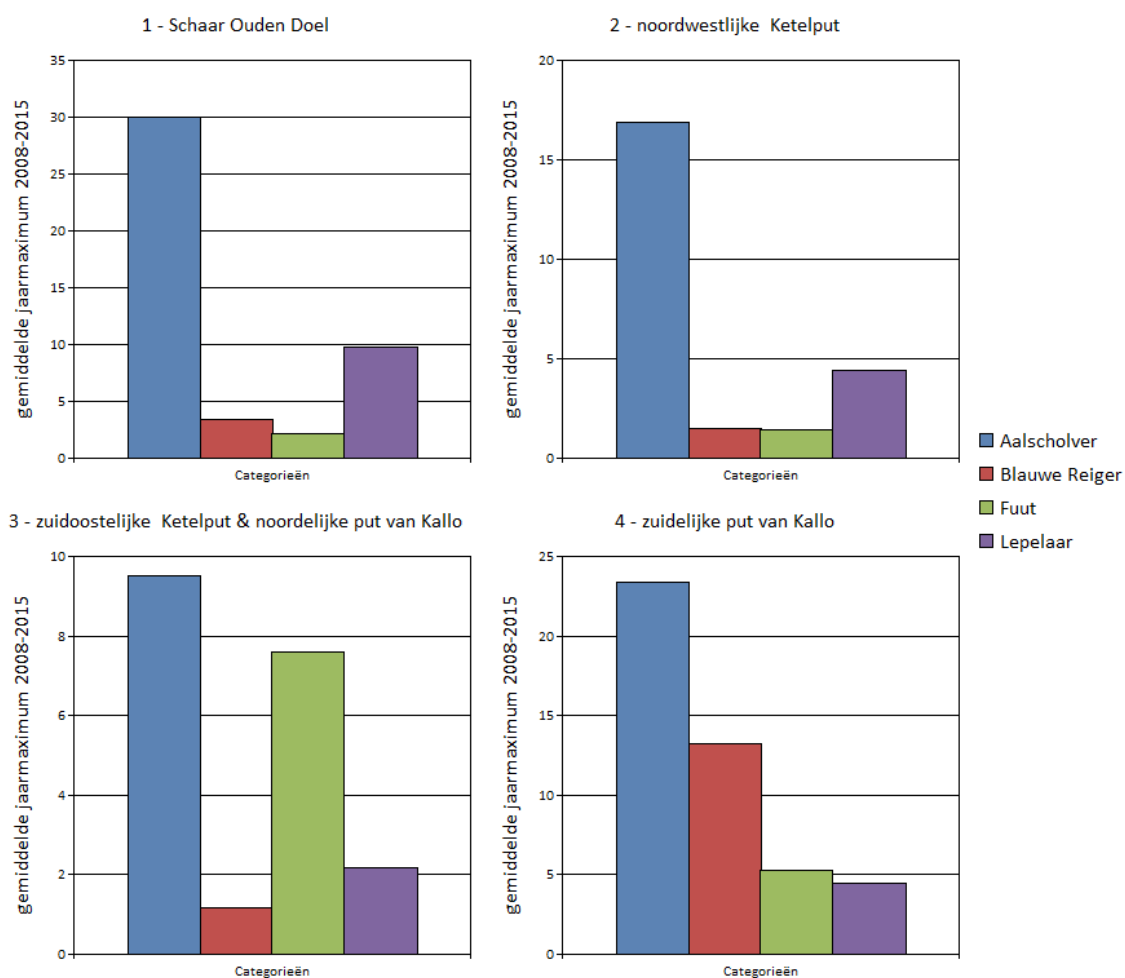 1 - Schaar Ouden Doel
gemiddelde jaarmaximum 2008-2015
35
30
25
20
15
10
5
0
Categorieën
2 - noordwestlijke Ketelput
gemiddelde jaarmaximum 2008-2015
20
15
10
5
0
Categorieën
Aalscholver
Blauwe Reiger
Fuut
Lepelaar
3 - zuidoostelijke Ketelput & noordelijke put van Kallo
gemiddelde jaarmaximum 2008-2015
10
8
6
4
2
0
Categorieën
4 - zuidelijke put van Kallo
gemiddelde jaarmaximum 2008-2015
25
20
15
10
5
0
Categorieën